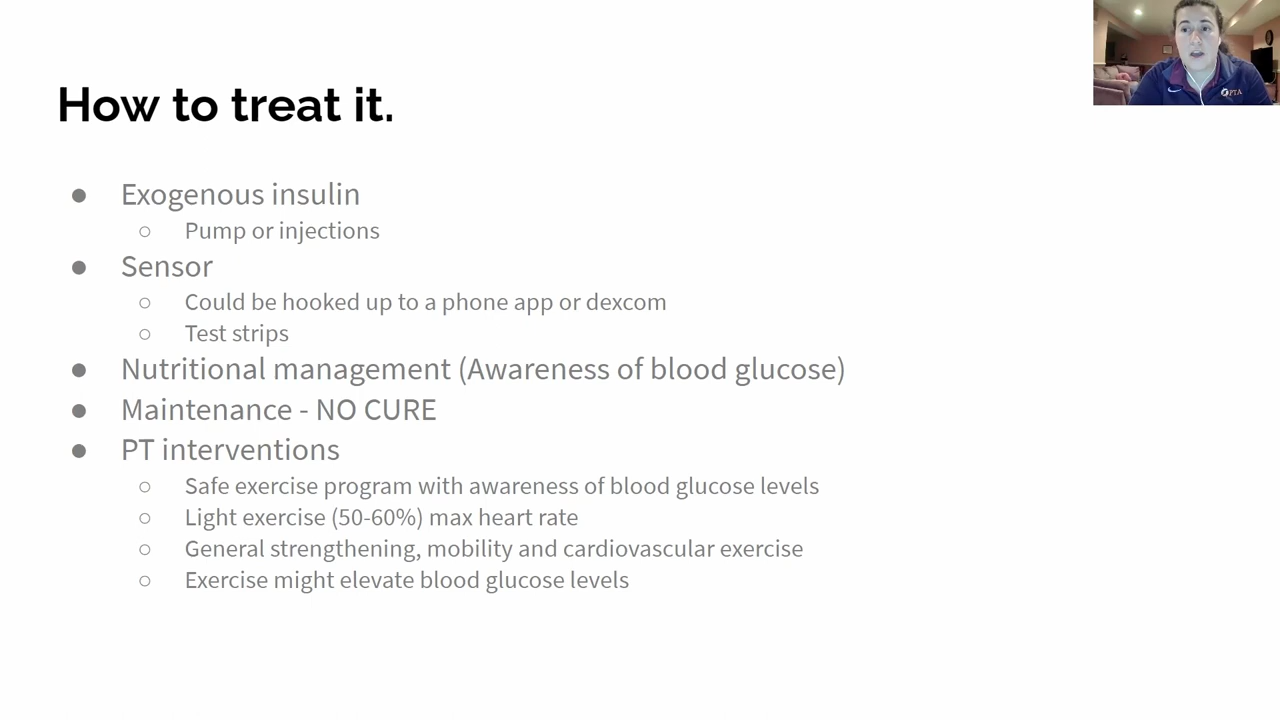 How to treat it.
● Exogenous insulin
○ Pump or injections
● Sensor
○ Could be hooked up to a phone app or dexcom
○ Test strips
● Nutritional management (Awareness of blood glucose)
● Maintenance - NO CURE
● PT interventions
○ Safe exercise program with awareness of blood glucose levels
○ Light exercise (50-60%) max heart rate
○ General strengthening, mobility and cardiovascular exercise
○ Exercise might elevate blood glucose levels
PTA